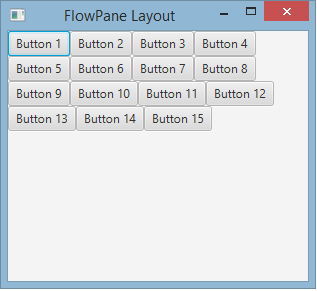 FlowPane Layout
Button 1 Button 2 Button 3 Button 4
Button 5 Button 6 Button 7 Button 8
Button 9 Button 10 Button 11 Button 12
Button 13 Button 14 Button 15